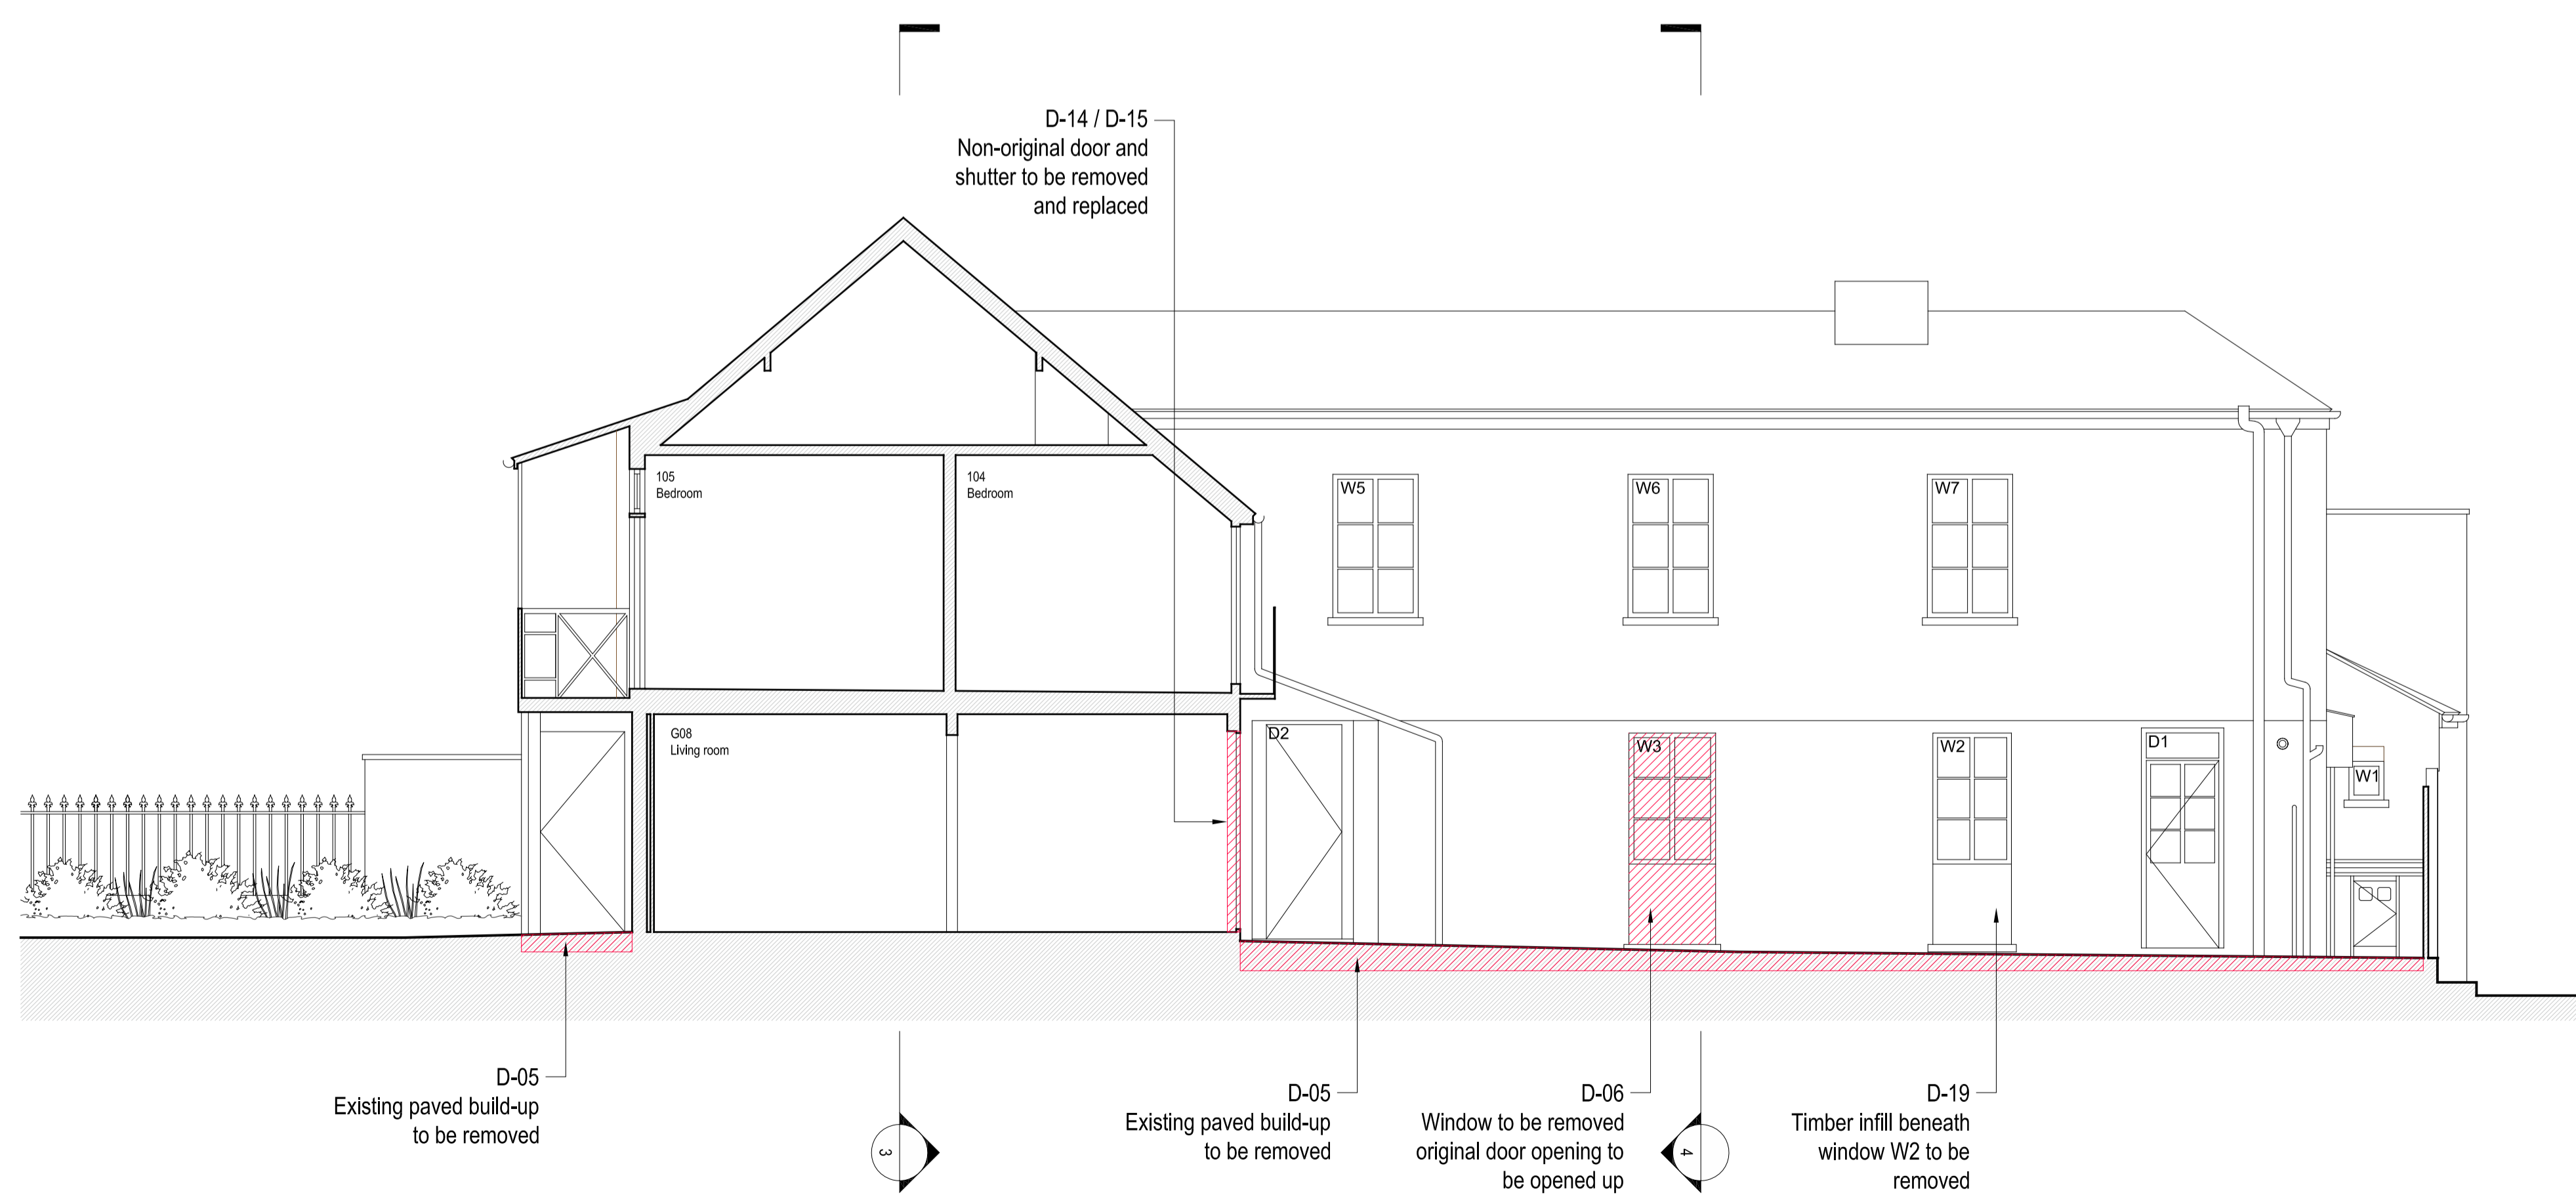 D-14 / D-15
Non-original door and
shutter to be removed
and replaced
105
Bedroom
104
Bedroom
W5
W6
W7
G08
Living room
D2
W3
W2
D1
W1
D-05
Existing paved build-up
to be removed
D-05
Existing paved build-up
to be removed
D-06
Window to be removed
original door opening to
be opened up
D-19
Timber infill beneath
window W2 to be
removed
3
4